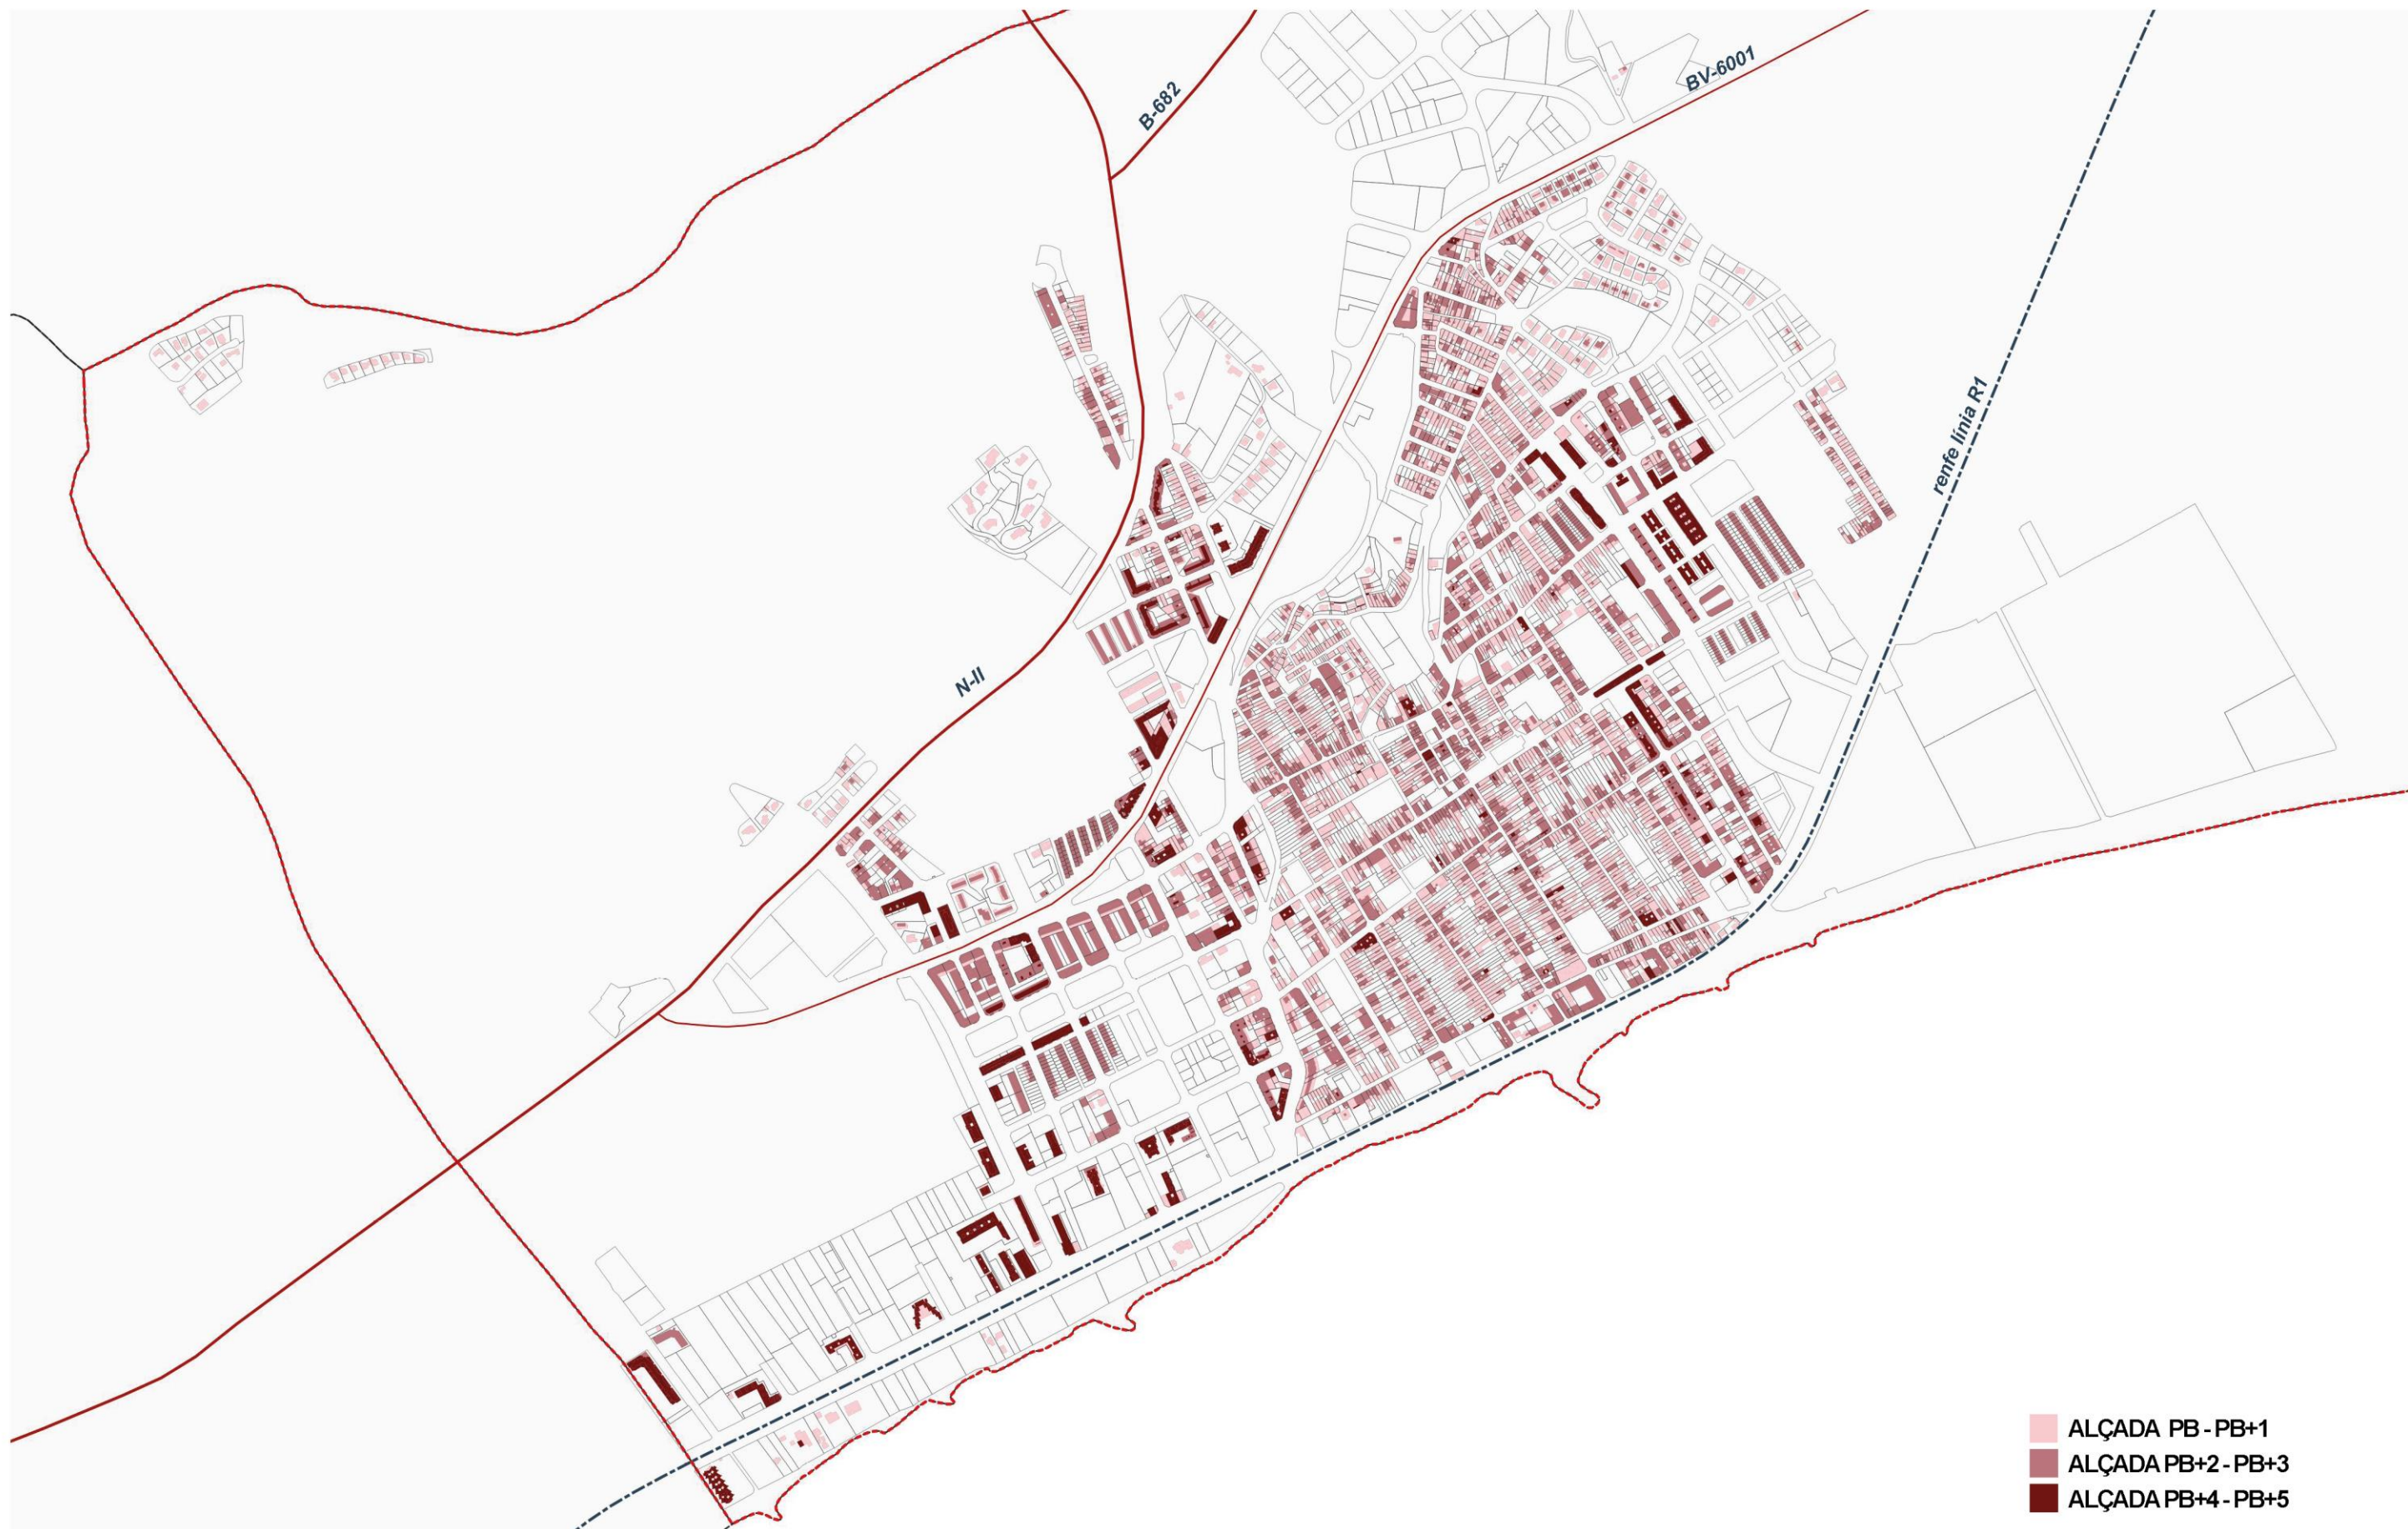 BV-6001
B-682
renfe línia R1
N-II
ALÇADA PB - PB+1
ALÇADA PB+2 - PB+3
ALÇADA PB+4 - PB+5